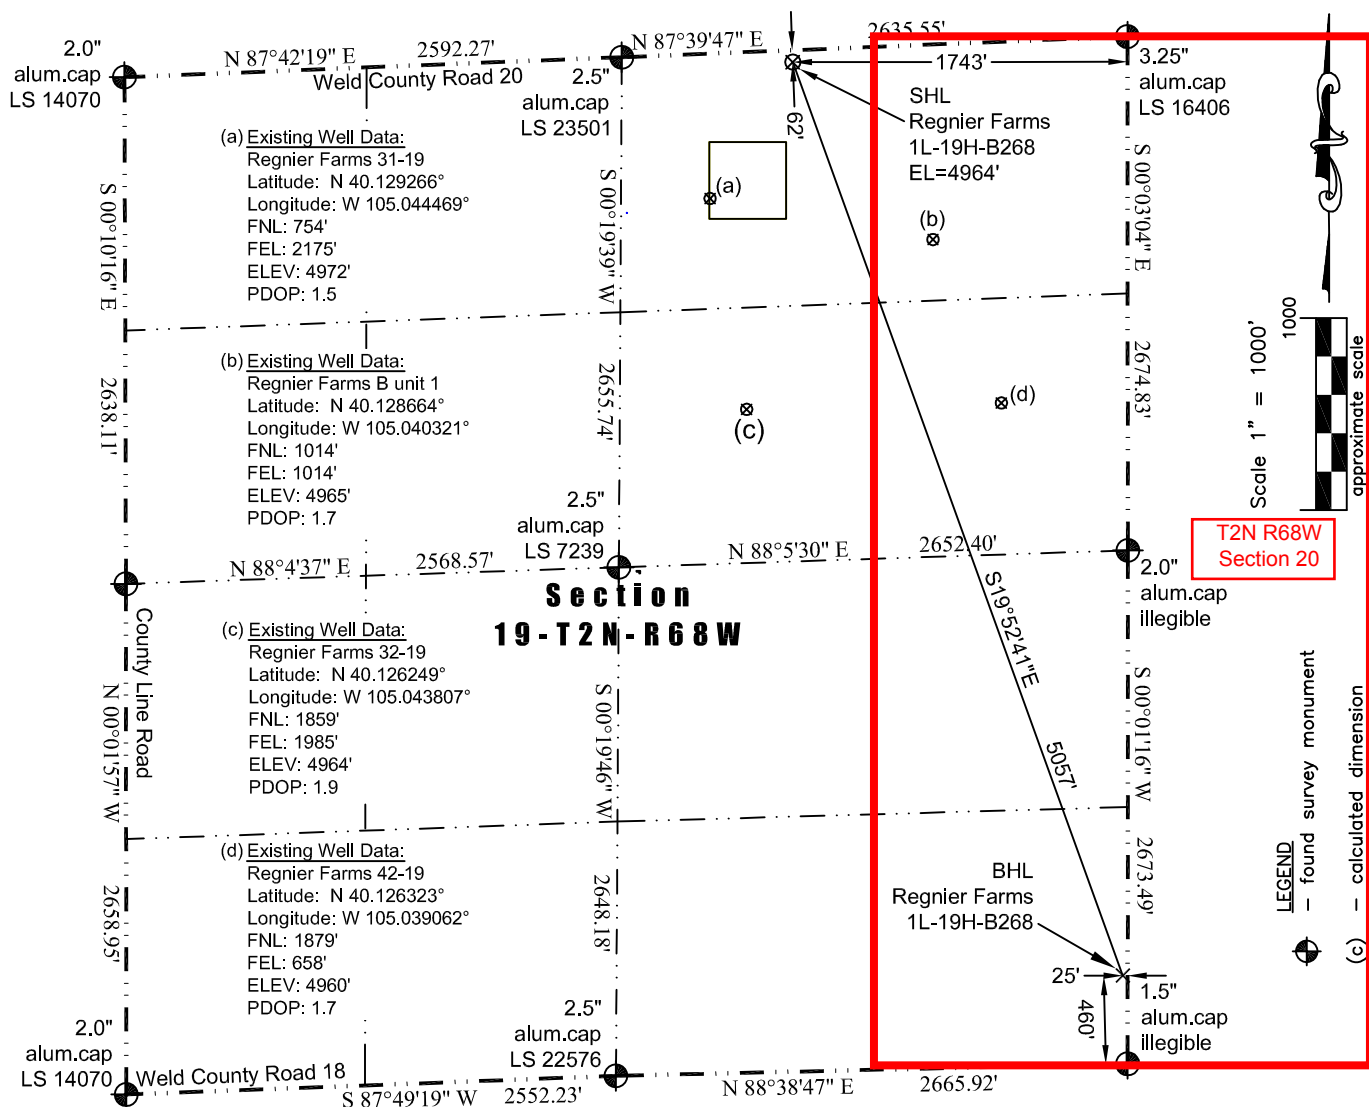 N 87°42'19" E
2592.27'
N 87°39'47" E
2635.55'
Weld County Road 20
2.0"
alum.cap
LS 14070
2.5"
alum.cap
LS 23501
1743'
3.25"
alum.cap
LS 16406
62'
SHL
Regnier Farms
1L-19H-B268
EL=4964'
(a) Existing Well Data:
Regnier Farms 31-19
Latitude: N 40.129266°
Longitude: W 105.044469°
FNL: 754'
FEL: 2175'
ELEV: 4972'
PDOP: 1.5
(a)
(b)
S 00°10'16" E
2638.11'
S 00°19'39" W
2655.74'
S 00°03'04" E
2674.83'
(b) Existing Well Data:
Regnier Farms B unit 1
Latitude: N 40.128664°
Longitude: W 105.040321°
FNL: 1014'
FEL: 1014'
ELEV: 4965'
PDOP: 1.7
(c)
(d)
1000
Scale 1" = 1000'
approximate scale
T2N R68W
Section 20
2.5"
alum.cap
LS 7239
N 88°4'37" E
2568.57'
N 88°5'30" E
2652.40'
2.0"
alum.cap
illegible
Section
19-T2N-R68W
S19°52'41"E
5057'
County Line Road
N 00°01'57" W
2658.95'
(c) Existing Well Data:
Regnier Farms 32-19
Latitude: N 40.126249°
Longitude: W 105.043807°
FNL: 1859'
FEL: 1985'
ELEV: 4964'
PDOP: 1.9
S 00°19'46" W
2648.18'
S 00°01'16" W
2673.49'
(d) Existing Well Data:
Regnier Farms 42-19
Latitude: N 40.126323°
Longitude: W 105.039062°
FNL: 1879'
FEL: 658'
ELEV: 4960'
PDOP: 1.7
BHL
Regnier Farms
1L-19H-B268
25'
460'
1.5"
alum.cap
illegible
LEGEND
- found survey monument
(c) - calculated dimension
2.0"
alum.cap
LS 14070
2.5"
alum.cap
LS 22576
Weld County Road 18
S 87°49'19" W
2552.23'
N 88°38'47" E
2665.92'